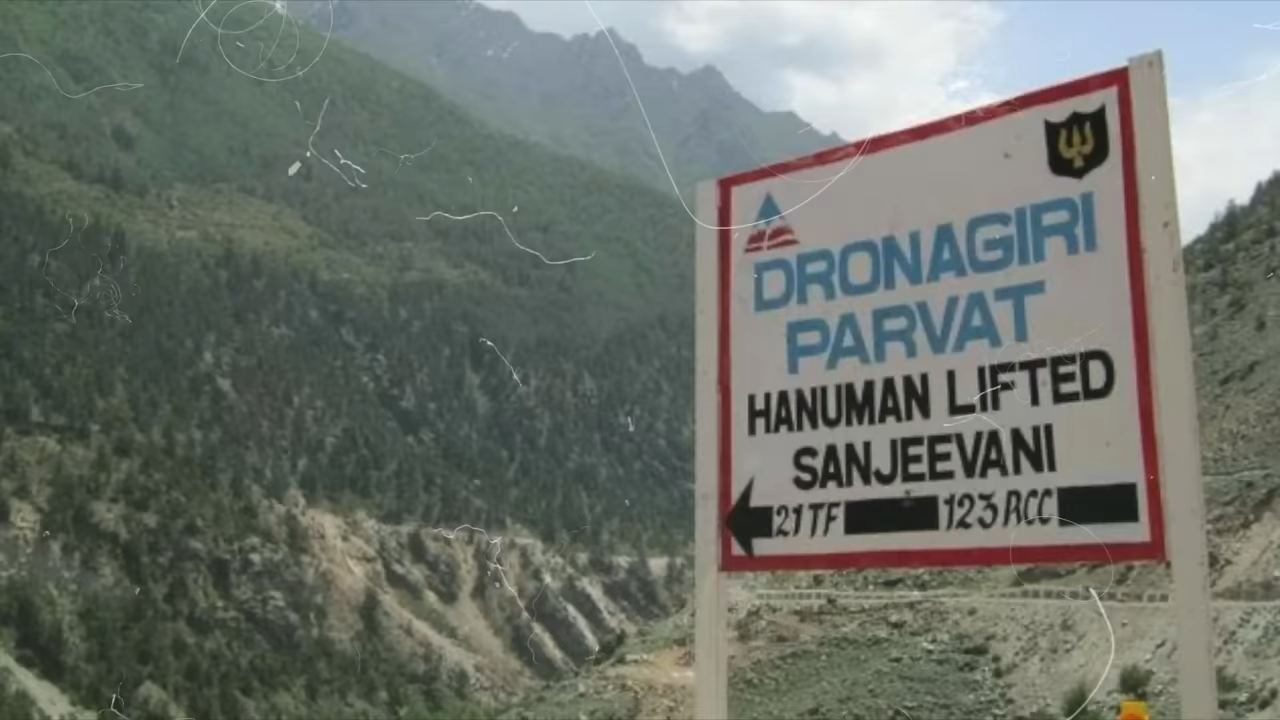 DRONAGIRI
PARVAT
HANUMAN LIFTED
SANJEEVANI
21 TF 123 RCC